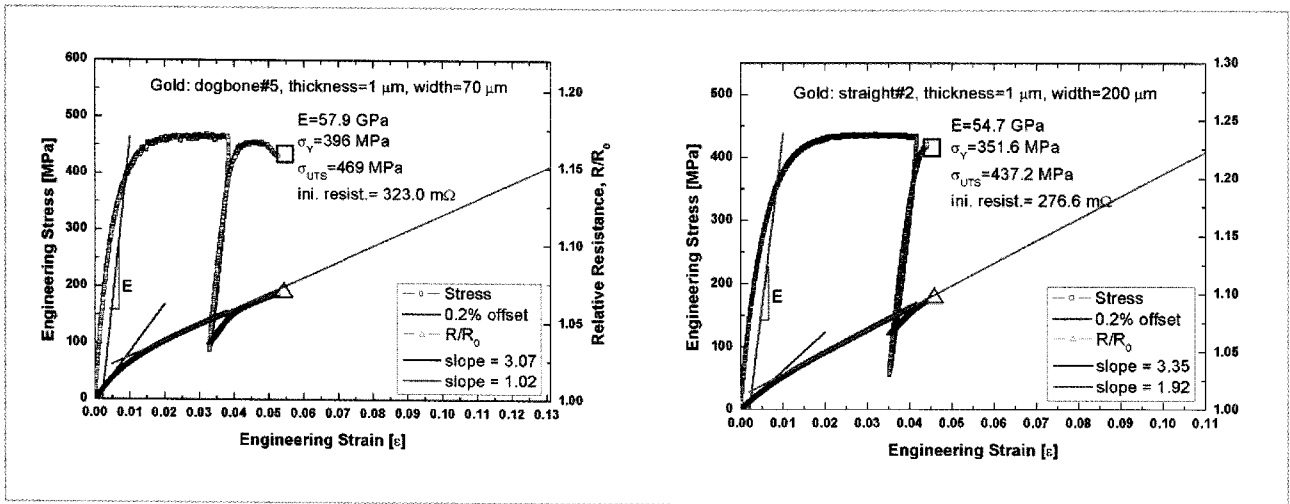 600
500
400
300
200
100
0
Engineering Stress [MPa]
Gold: dogbone#5, thickness=1 μm, width=70 μm
E=57.9 GPa
σY=396 MPa
σUTS=469 MPa
ini. resist.= 323.0 mΩ
E
Stress
0.2% offset
R/R0
slope = 3.07
slope = 1.02
1.20
1.15
1.10
1.05
1.00
Relative Resistance, R/R0
0.00 0.01 0.02 0.03 0.04 0.05 0.06 0.07 0.08 0.09 0.10 0.11 0.12 0.13
Engineering Strain [ε]
550
500
450
400
350
300
250
200
150
100
50
0
Engineering Stress [MPa]
Gold: straight#2, thickness=1 μm, width=200 μm
E=54.7 GPa
σY=351.6 MPa
σUTS=437.2 MPa
ini. resist.= 276.6 mΩ
E
Stress
0.2% offset
R/R0
slope = 3.35
slope = 1.92
1.30
1.25
1.20
1.15
1.10
1.05
1.00
0.00 0.01 0.02 0.03 0.04 0.05 0.06 0.07 0.08 0.09 0.10 0.11
Engineering Strain [ε]